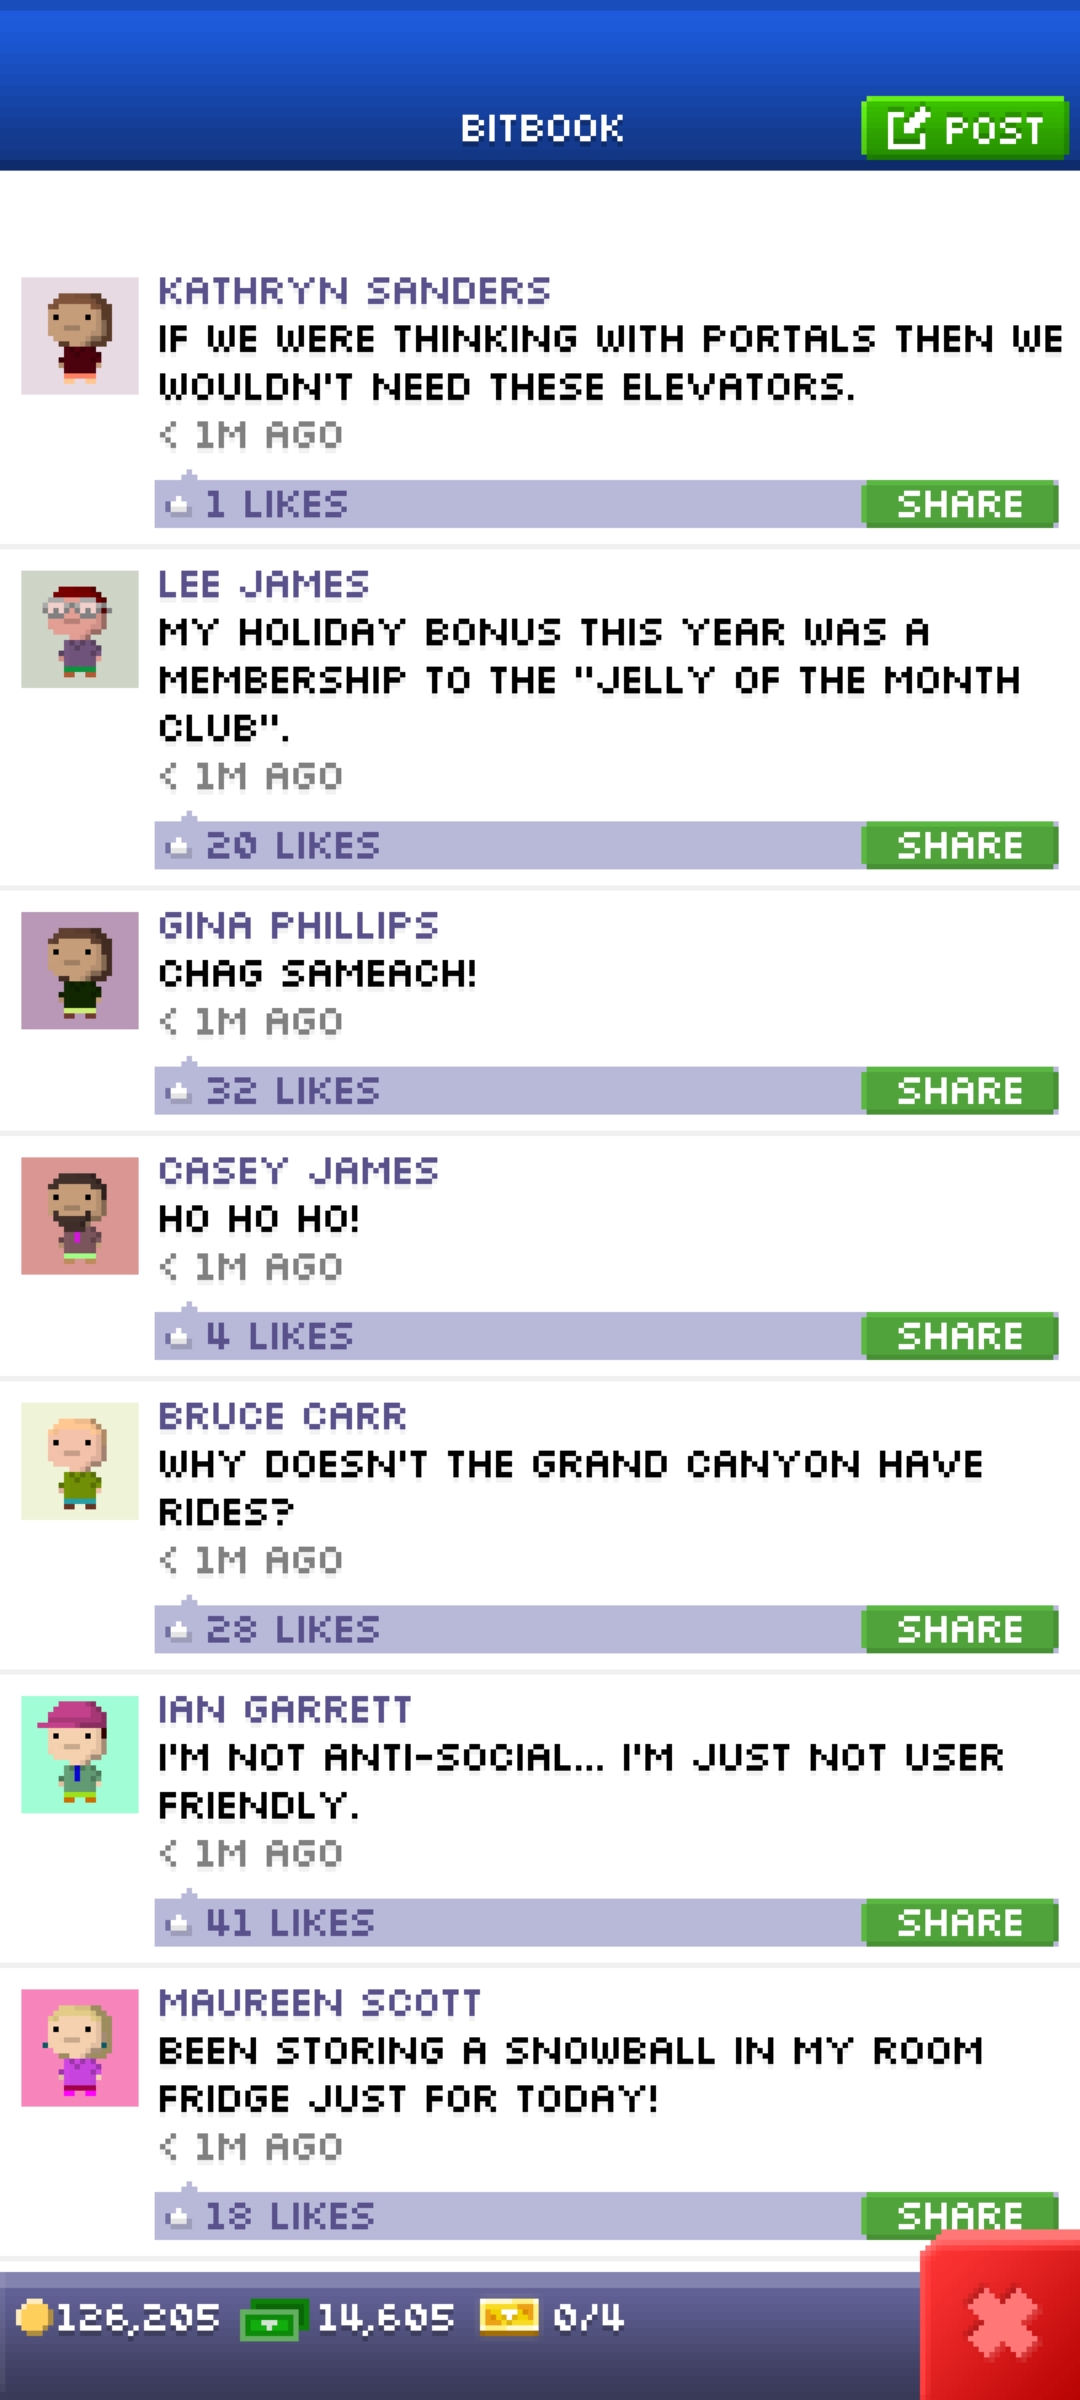 BITBOOK
POST
KATHRYN SANDERS
IF WE WERE THINKING WITH PORTALS THEN WE
WOULDN'T NEED THESE ELEVATORS.
< 1M AGO
1 LIKES
SHARE
LEE JAMES
MY HOLIDAY BONUS THIS YEAR WAS A
MEMBERSHIP TO THE "JELLY OF THE MONTH
CLUB".
< 1M AGO
20 LIKES
SHARE
GINA PHILLIPS
CHAG SAMEACH!
< 1M AGO
32 LIKES
SHARE
CASEY JAMES
HO HO HO!
< 1M AGO
4 LIKES
SHARE
BRUCE CARR
WHY DOESN'T THE GRAND CANYON HAVE
RIDES?
< 1M AGO
28 LIKES
SHARE
IAN GARRETT
I'M NOT ANTI-SOCIAL... I'M JUST NOT USER
FRIENDLY.
< 1M AGO
41 LIKES
SHARE
MAUREEN SCOTT
BEEN STORING A SNOWBALL IN MY ROOM
FRIDGE JUST FOR TODAY!
< 1M AGO
18 LIKES
SHARE
126,205
14,605
0/4